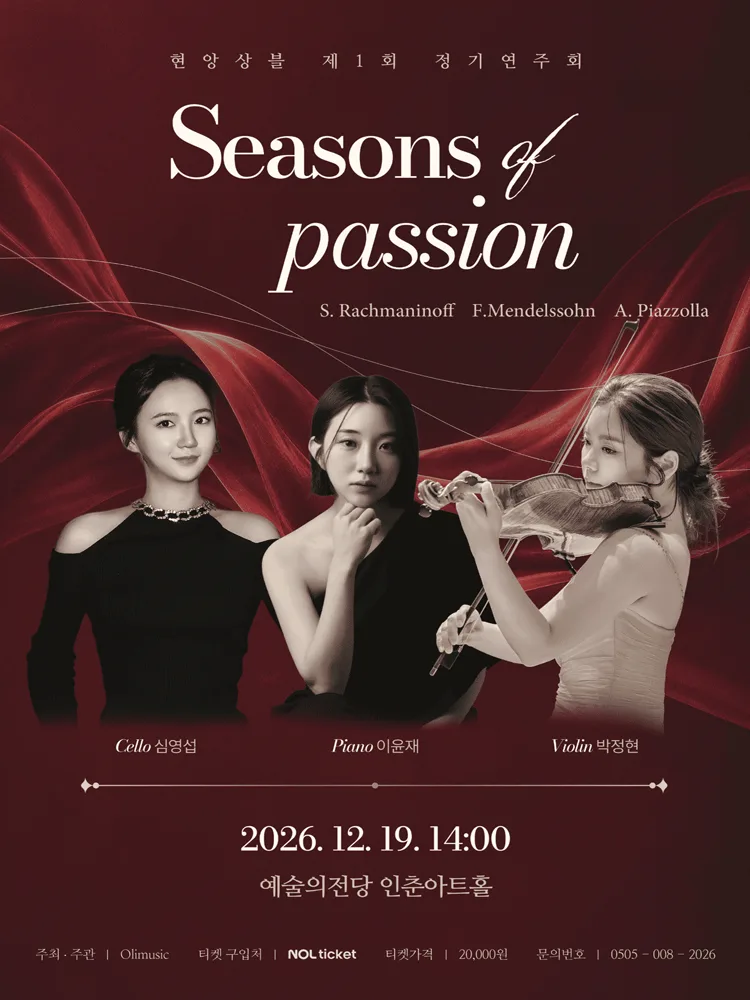 현앙상블 제1회 정기연주회
Seasons of
passion
S. Rachmaninoff F.Mendelssohn A. Piazzolla
Cello 심영섭 Piano 이윤재 Violin 박정현
2026. 12. 19. 14:00
예술의전당 인춘아트홀
주최 · 주관 | Olimusic 티켓 구입처 | NOL ticket 티켓가격 | 20,000원 문의번호 | 0505 - 008 - 2026